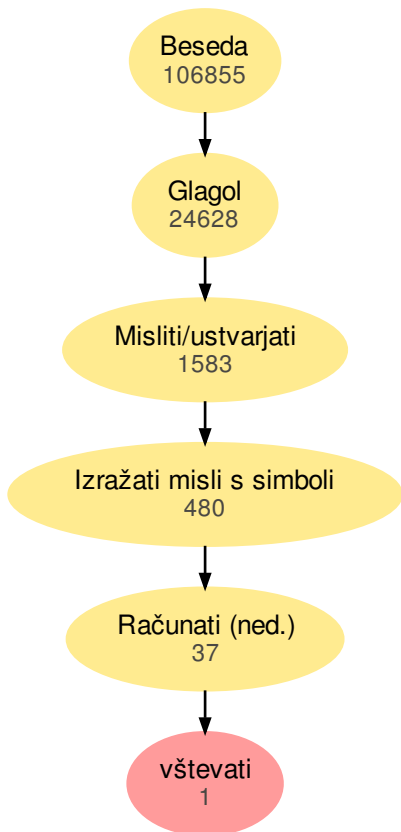 Beseda
106855
Glagol
24628
Misliti/ustvarjati
1583
Izražati misli s simboli
480
Računati (ned.)
37
vštevati
1